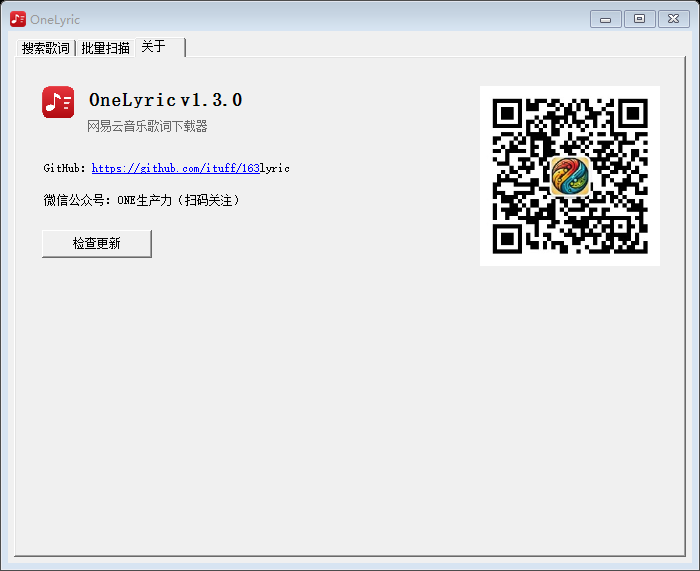 OneLyric
搜索歌词 批量扫描 关于
OneLyric v1.3.0
网易云音乐歌词下载器
GitHub: https://github.com/ituff/163lyric
微信公众号: ONE生产力（扫码关注）
检查更新